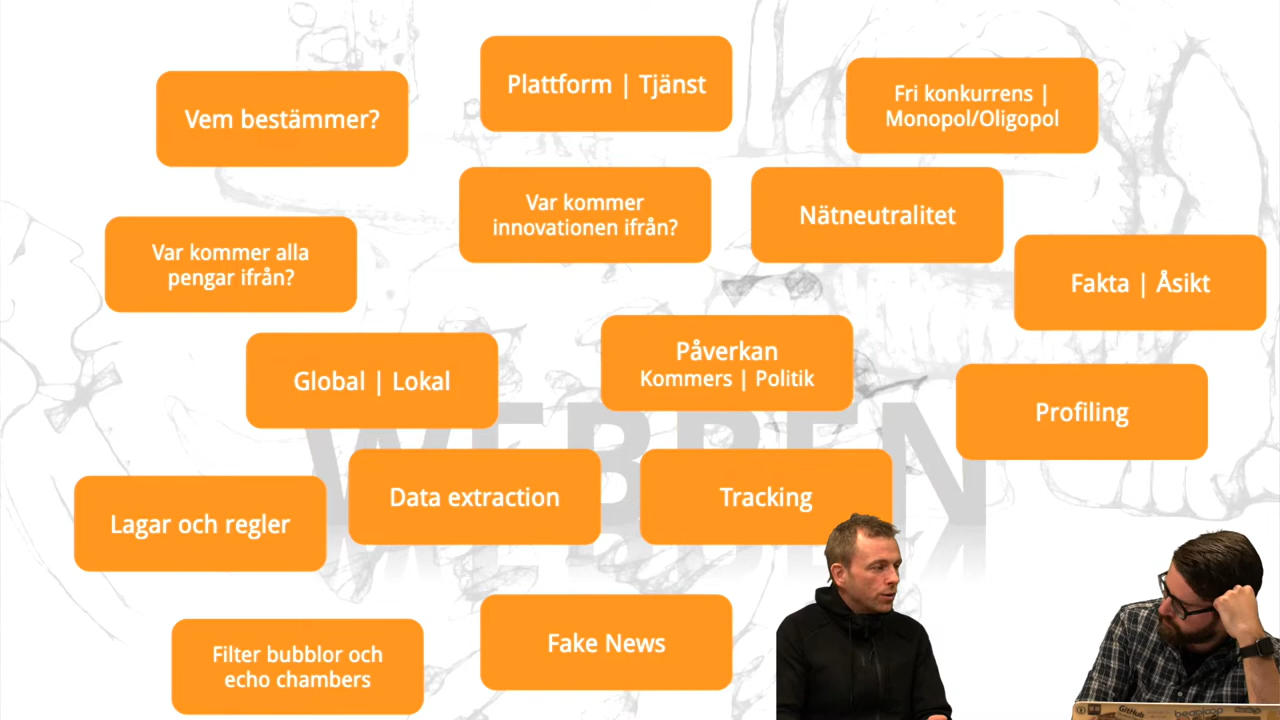 Plattform | Tjänst
Vem bestämmer?
Fri konkurrens |
Monopol/Oligopol
Var kommer
innovationen ifrån?
Nätneutralitet
Var kommer alla
pengar ifrån?
Fakta | Åsikt
Påverkan
Kommers | Politik
Global | Lokal
Profiling
WEBBEN
Data extraction
Tracking
Lagar och regler
Fake News
Filter bubblor och
echo chambers
GitHub